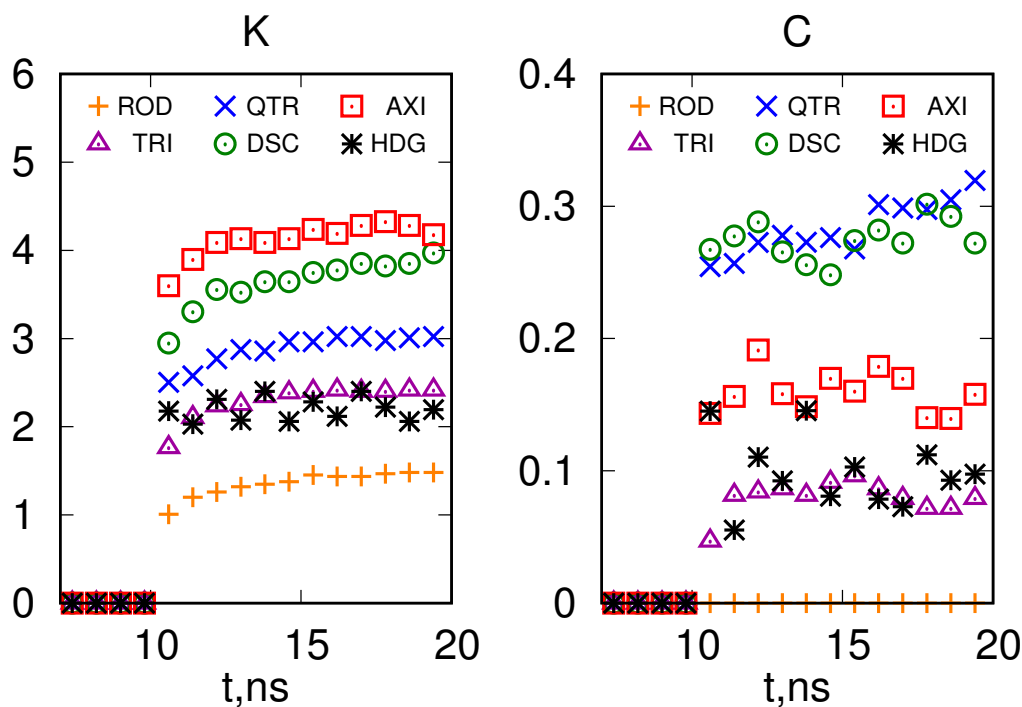 K
6
5
4
3
2
1
0
ROD QTR AXI
TRI DSC HDG
10 15 20
t,ns
C
0.4
0.3
0.2
0.1
0
ROD QTR AXI
TRI DSC HDG
10 15 20
t,ns